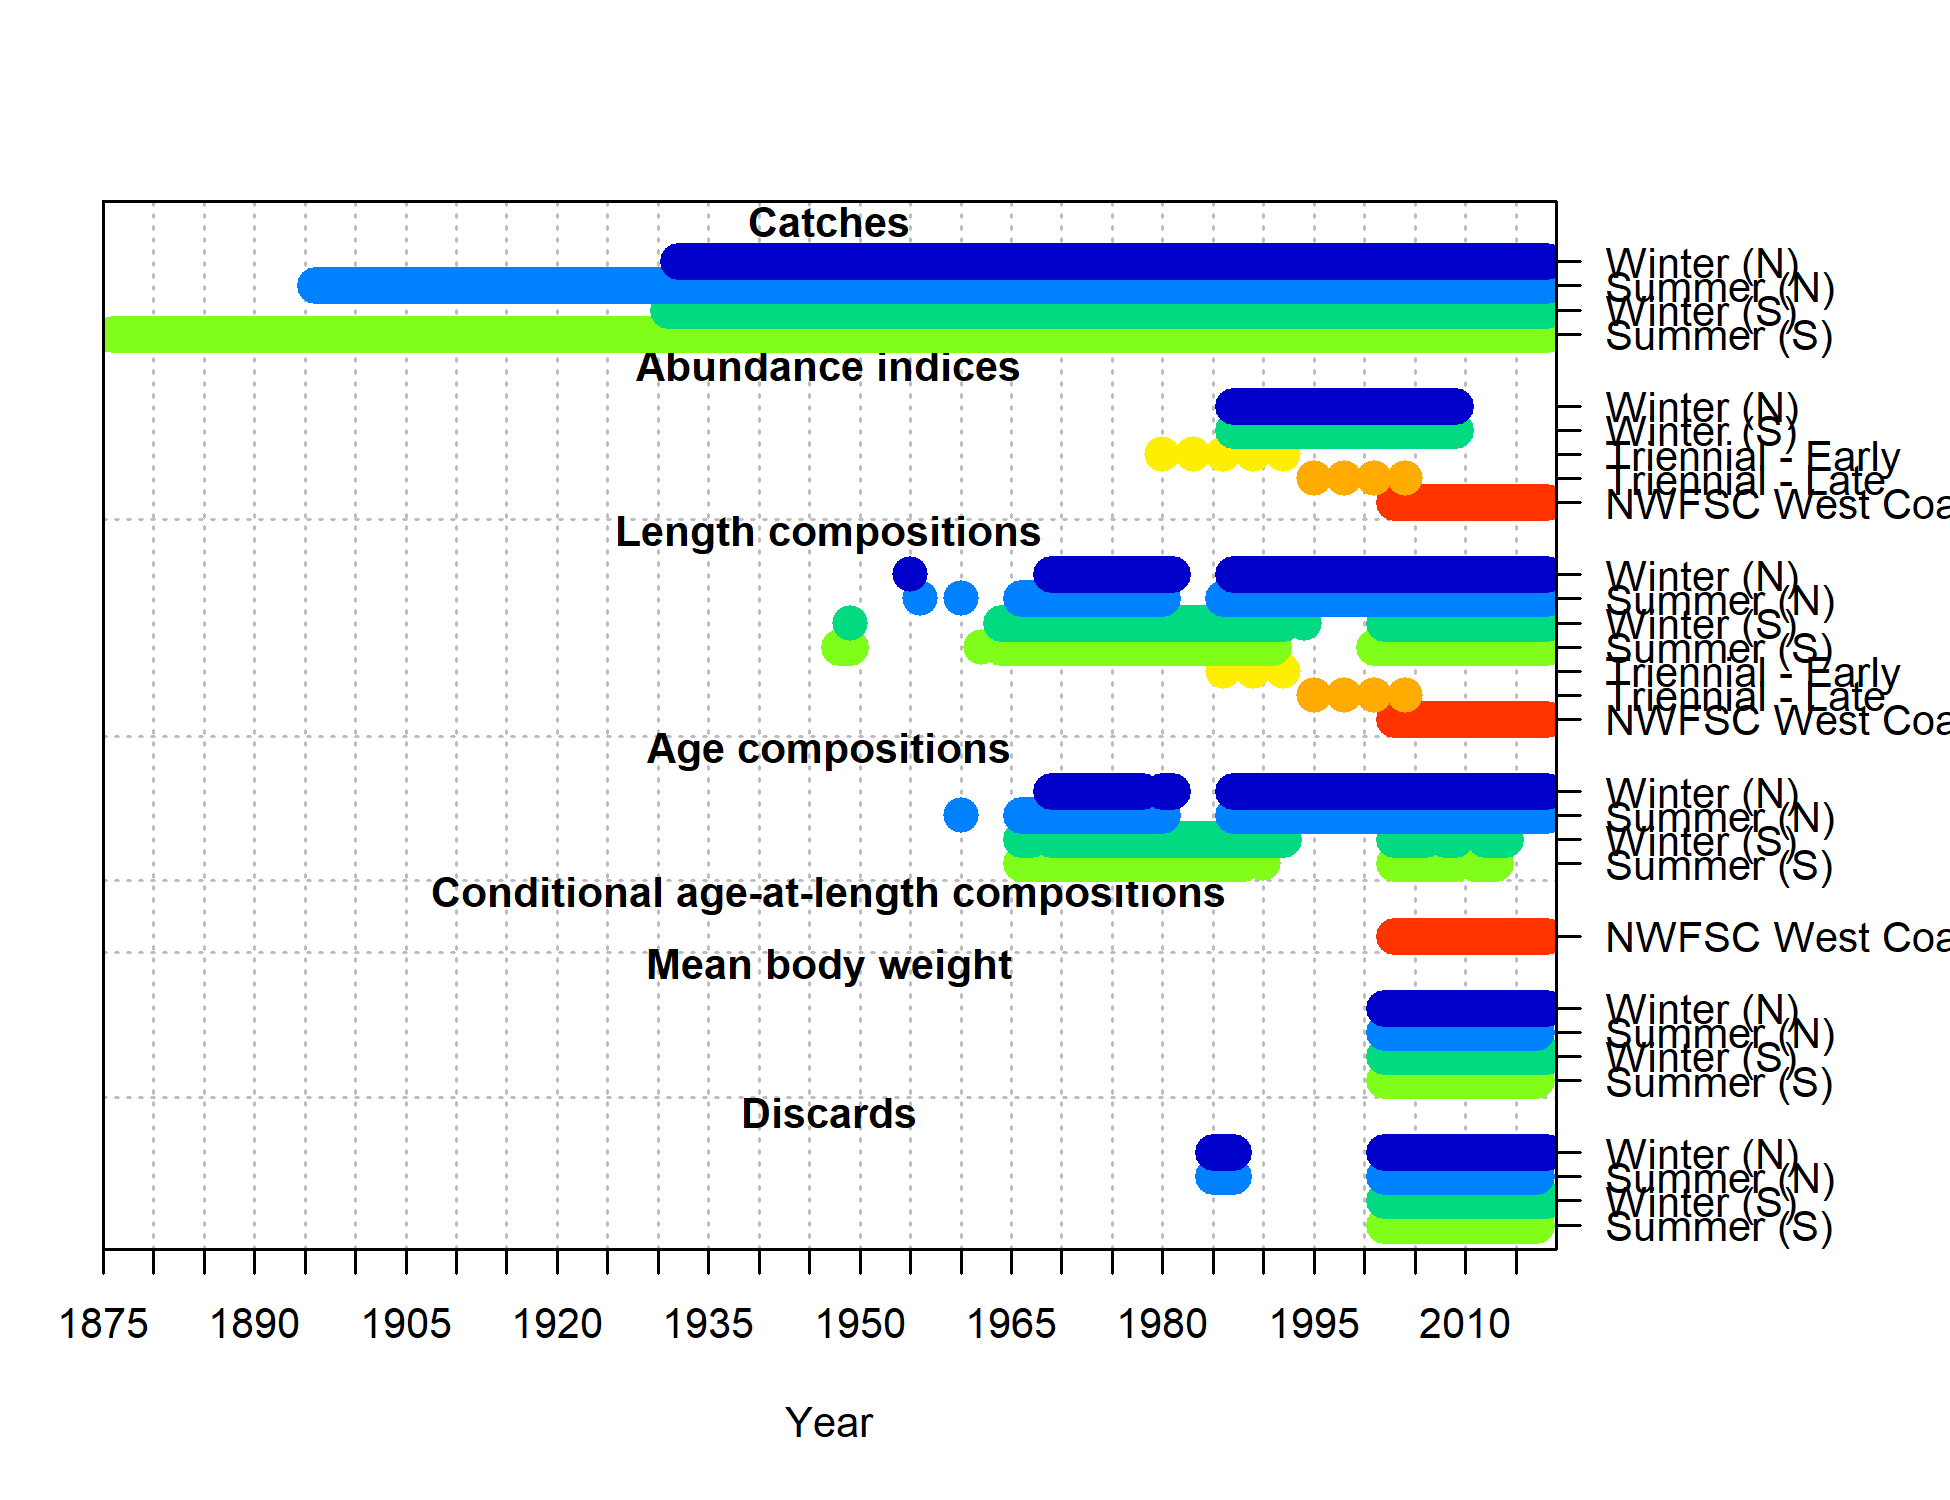 Catches
Winter (N)
Summer (N)
Winter (S)
Summer (S)
Abundance indices
Winter (N)
Winter (S)
Triennial - Early
Triennial - Late
NWFSC West Coa
Length compositions
Winter (N)
Summer (N)
Winter (S)
Summer (S)
Triennial - Early
Triennial - Late
NWFSC West Coa
Age compositions
Winter (N)
Summer (N)
Winter (S)
Summer (S)
Conditional age-at-length compositions
NWFSC West Coa
Mean body weight
Winter (N)
Summer (N)
Winter (S)
Summer (S)
Discards
Winter (N)
Summer (N)
Winter (S)
Summer (S)
1875 1890 1905 1920 1935 1950 1965 1980 1995 2010
Year